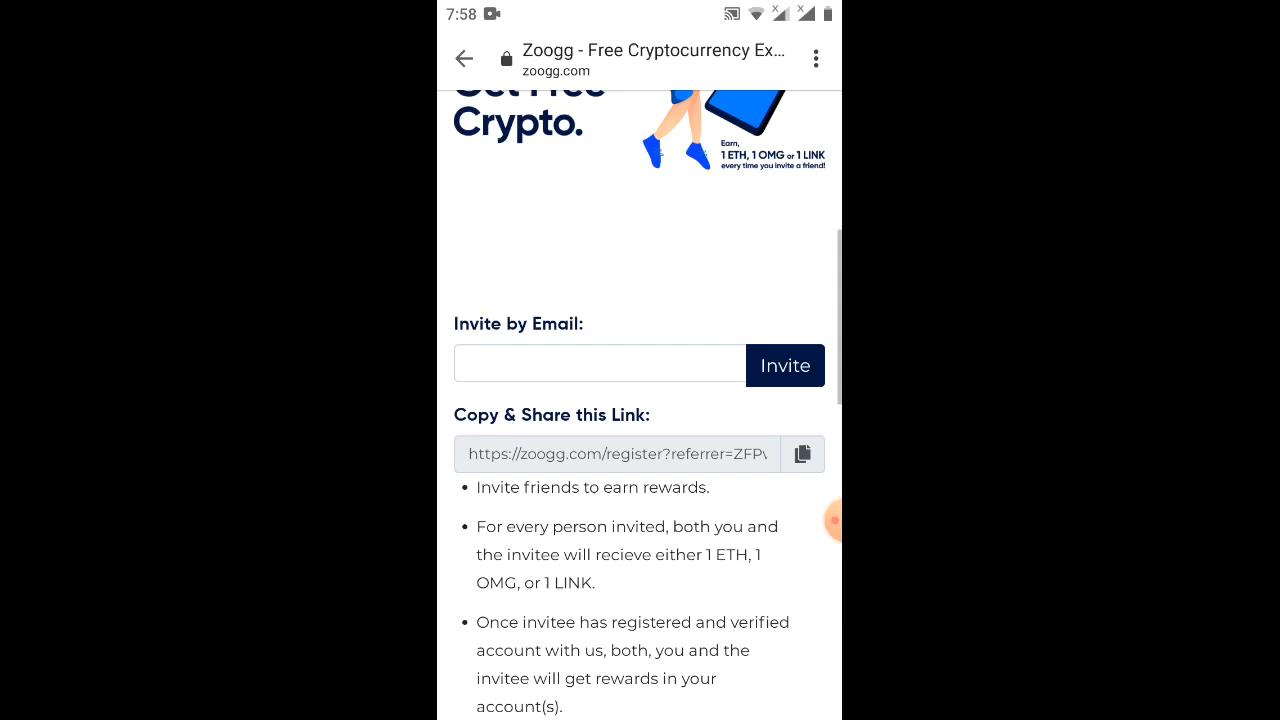 7:58
Zoogg - Free Cryptocurrency Ex...
zoogg.com
Get Free
Crypto.
Earn,
1 ETH, 1 OMG or 1 LINK
every time you invite a friend!
Invite by Email:
Invite
Copy & Share this Link:
https://zoogg.com/register?referrer=ZFP
• Invite friends to earn rewards.
• For every person invited, both you and
the invitee will recieve either 1 ETH, 1
OMG, or 1 LINK.
• Once invitee has registered and verified
account with us, both, you and the
invitee will get rewards in your
account(s).